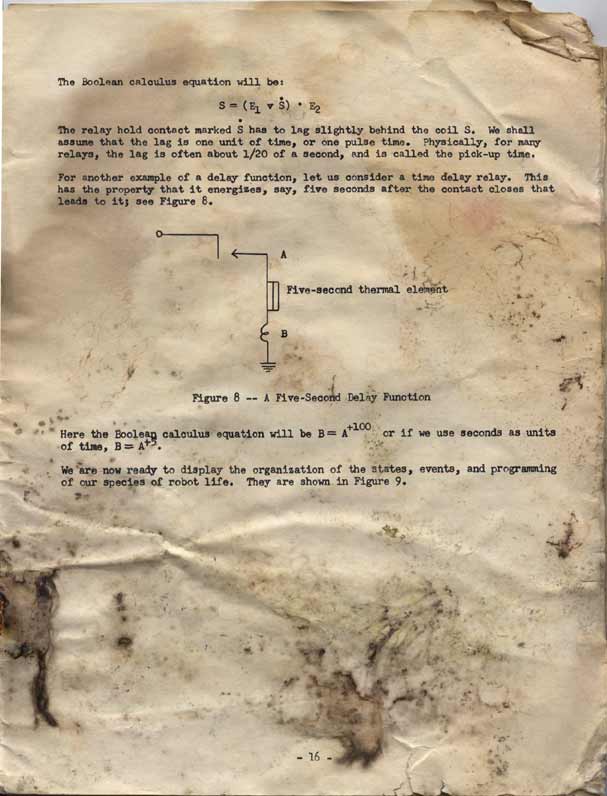 The Boolean calculus equation will be:
S = (E₁ v Ṡ) · E₂
The relay hold contact marked Ṡ has to lag slightly behind the coil S. We shall
assume that the lag is one unit of time, or one pulse time. Physically, for many
relays, the lag is often about 1/20 of a second, and is called the pick-up time.
For another example of a delay function, let us consider a time delay relay. This
has the property that it energizes, say, five seconds after the contact closes that
leads to it; see Figure 8.
A
Five-second thermal element
B
Figure 8 -- A Five-Second Delay Function
Here the Boolean calculus equation will be B = A⁺¹⁰⁰ or if we use seconds as units
of time, B = A⁺⁵.
We are now ready to display the organization of the states, events, and programming
of our species of robot life. They are shown in Figure 9.
- 16 -